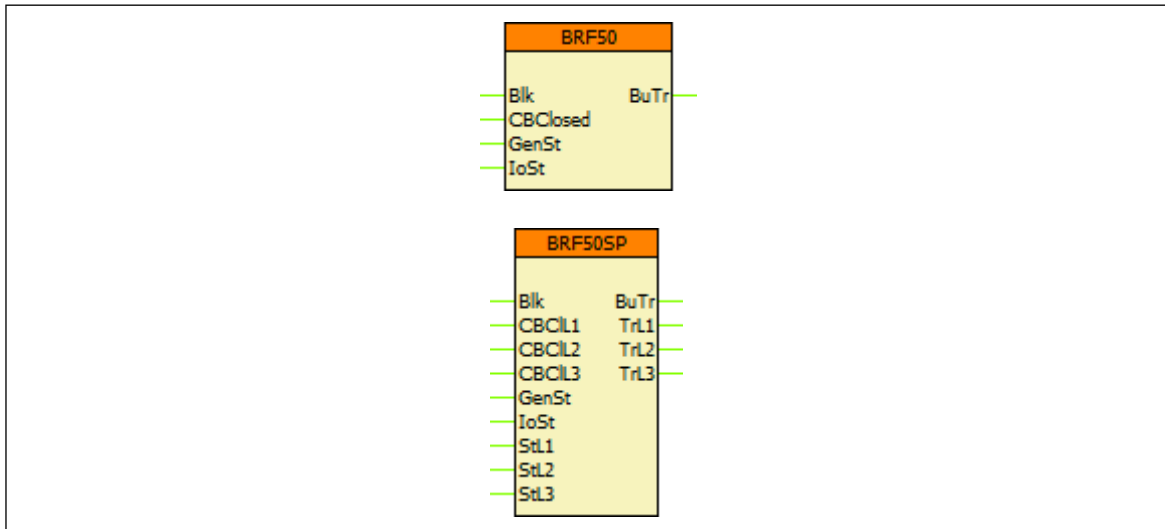 BRF50
Blk BuTr
CBClosed
GenSt
IoSt
BRF50SP
Blk BuTr
CBClL1 TrL1
CBClL2 TrL2
CBClL3 TrL3
GenSt
IoSt
StL1
StL2
StL3